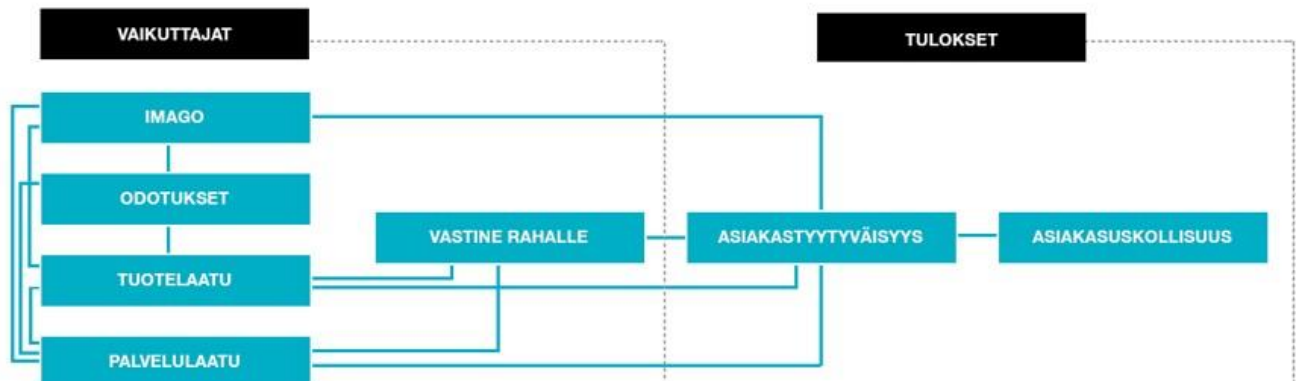 VAIKUTTAJAT
TULOKSET
IMAGO
ODOTUKSET
VASTINE RAHALLE
ASIAKASTYYTYVÄISYYS
ASIAKASUSKOLLISUUS
TUOTELAATU
PALVELULAATU